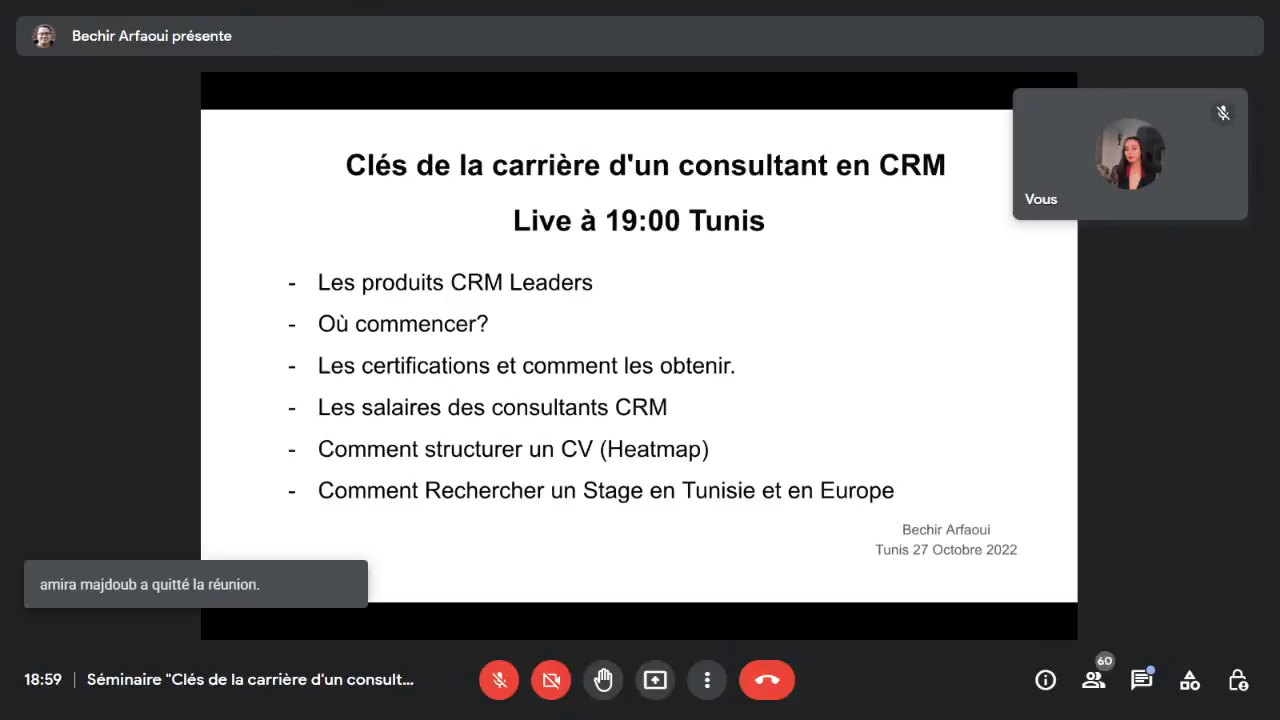 Bechir Arfaoui présente
Clés de la carrière d'un consultant en CRM
Live à 19:00 Tunis
Vous
- Les produits CRM Leaders
- Où commencer?
- Les certifications et comment les obtenir.
- Les salaires des consultants CRM
- Comment structurer un CV (Heatmap)
- Comment Rechercher un Stage en Tunisie et en Europe
Bechir Arfaoui
Tunis 27 Octobre 2022
amira majdoub a quitté la réunion.
18:59 | Séminaire "Clés de la carrière d'un consult...
60